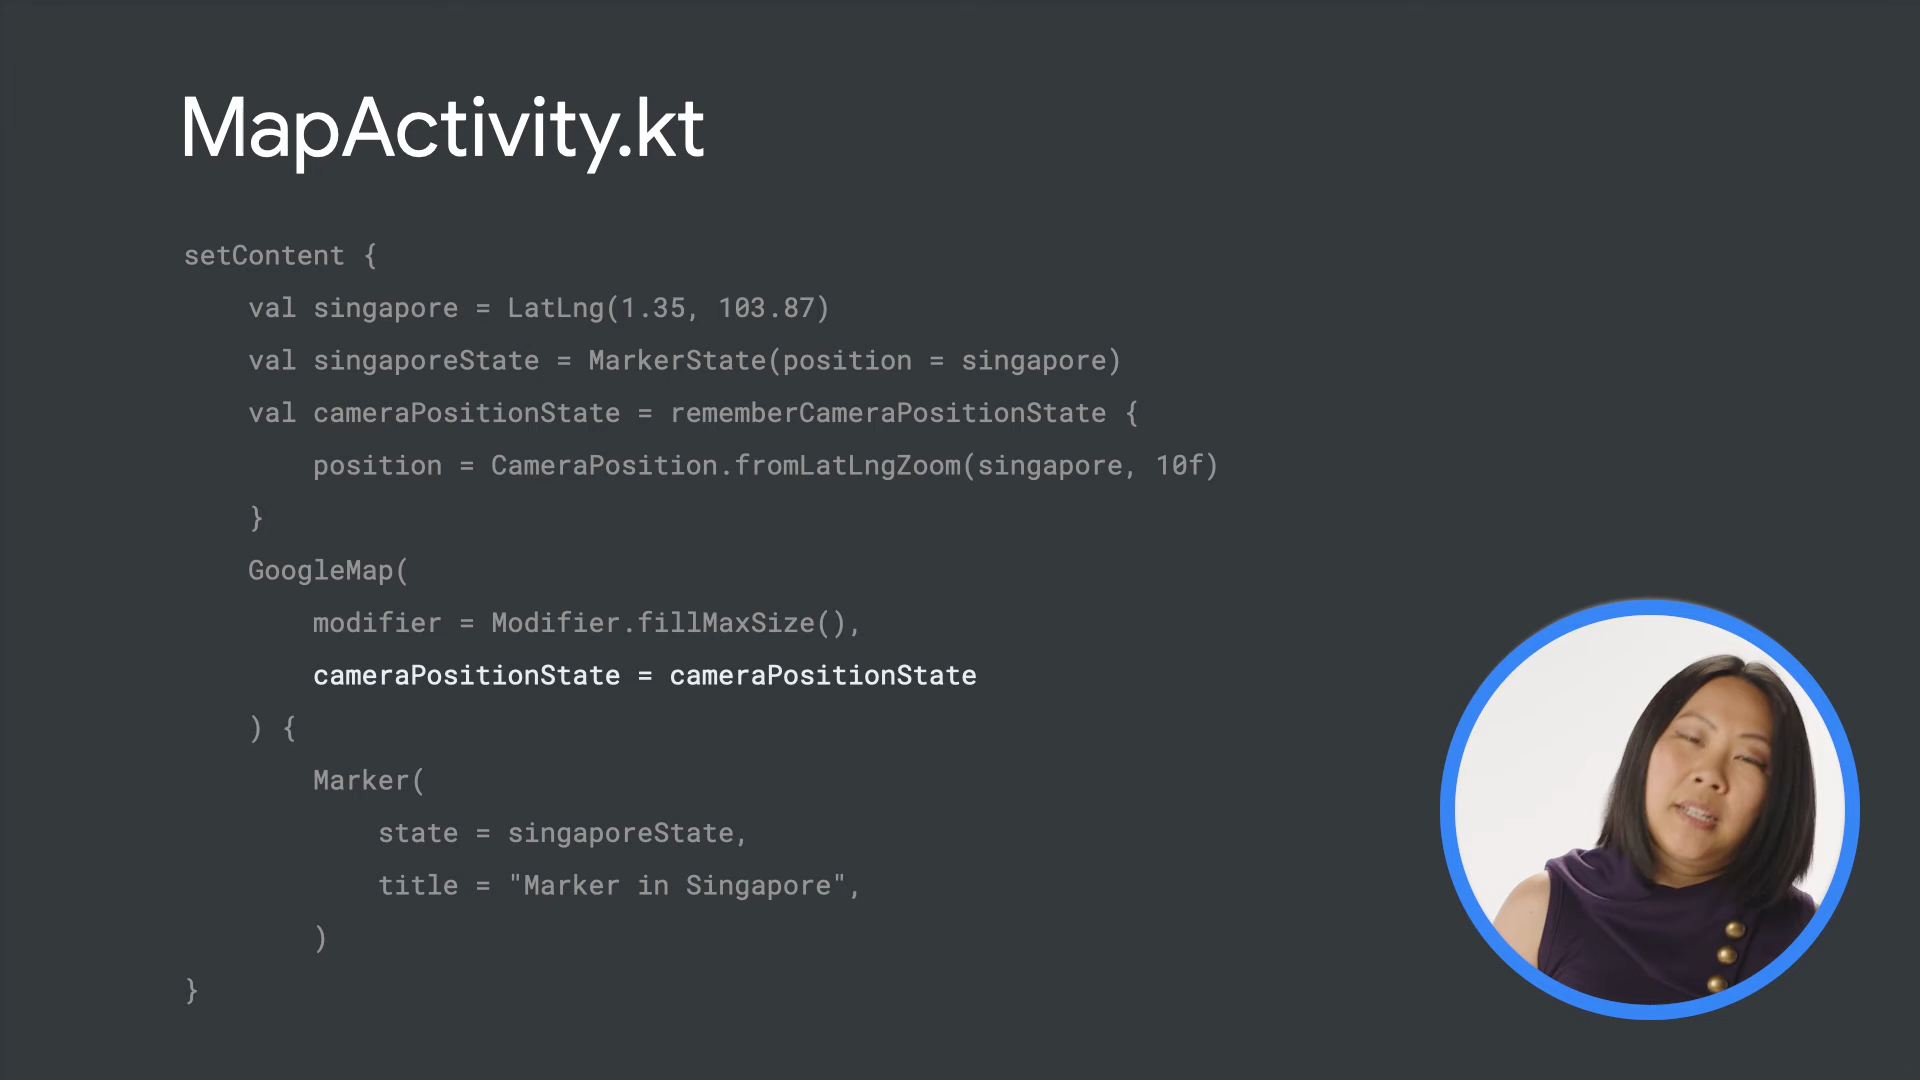 MapActivity.kt
setContent {
    val singapore = LatLng(1.35, 103.87)
    val singaporeState = MarkerState(position = singapore)
    val cameraPositionState = rememberCameraPositionState {
        position = CameraPosition.fromLatLngZoom(singapore, 10f)
    }
    GoogleMap(
        modifier = Modifier.fillMaxSize(),
        cameraPositionState = cameraPositionState
    ) {
        Marker(
            state = singaporeState,
            title = "Marker in Singapore",
        )
}